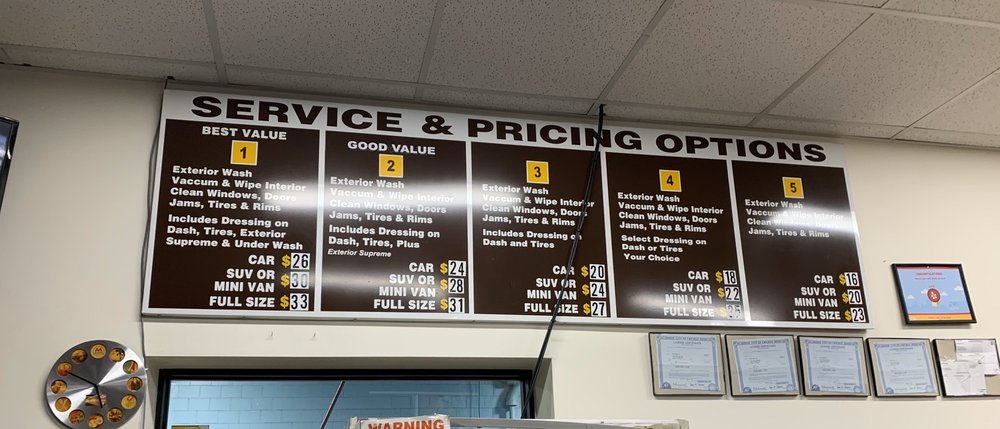 SERVICE & PRICING OPTIONS
BEST VALUE
1
Exterior Wash
Vaccum & Wipe Interior
Clean Windows, Doors
Jams, Tires & Rims
Includes Dressing on
Dash, Tires, Exterior
Supreme & Under Wash
CAR $26
SUV OR
MINI VAN $30
FULL SIZE $33
GOOD VALUE
2
Exterior Wash
Vaccum & Wipe Interior
Clean Windows, Doors
Jams, Tires & Rims
Includes Dressing on
Dash, Tires, Plus
Exterior Supreme
CAR $24
SUV OR
MINI VAN $28
FULL SIZE $31
3
Exterior Wash
Vaccum & Wipe Interior
Clean Windows, Doors
Jams, Tires & Rims
Includes Dressing on
Dash and Tires
CAR $20
SUV OR
MINI VAN $24
FULL SIZE $27
4
Exterior Wash
Vaccum & Wipe Interior
Clean Windows, Doors
Jams, Tires & Rims
Select Dressing on
Dash or Tires
Your Choice
CAR $18
SUV OR
MINI VAN $22
FULL SIZE
5
Exterior Wash
Vaccum & Wipe Interior
Clean Windows, Doors
Jams, Tires & Rims
CAR $16
SUV OR
MINI VAN $20
FULL SIZE $23
WARNING